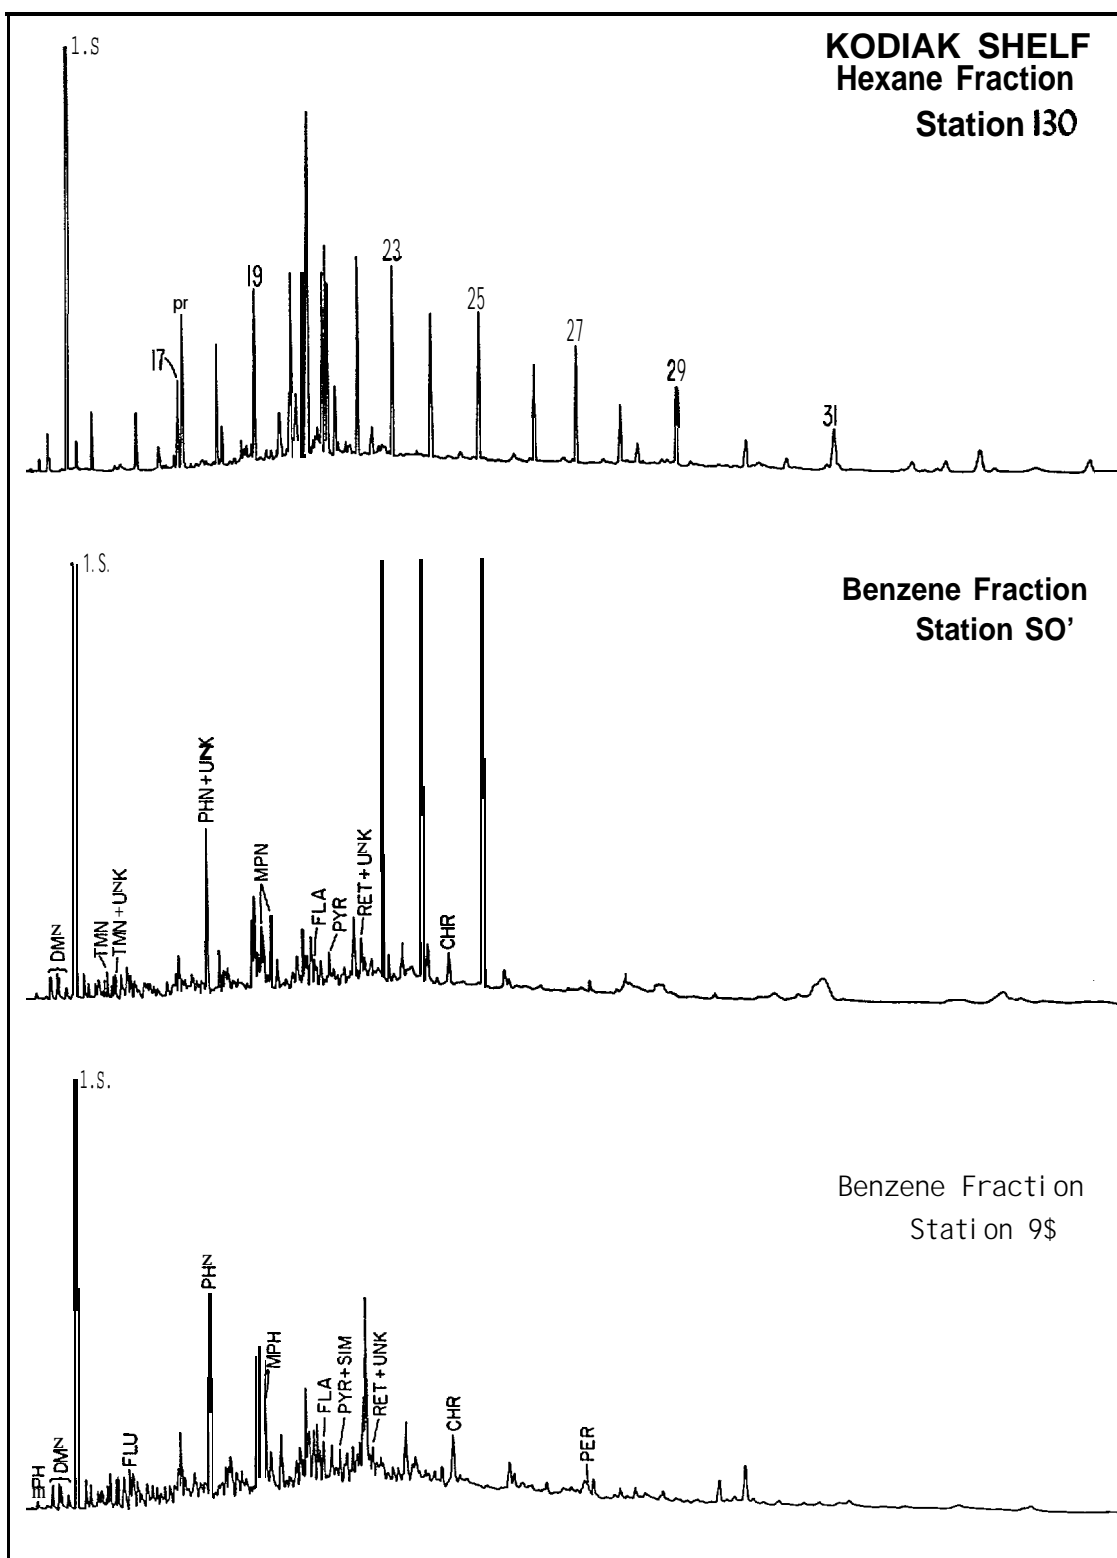 1.S
KODIAK SHELF
Hexane Fraction
Station 130
17
pr
19
23
25
27
29
31
1.S.
Benzene Fraction
Station SO'
} DMN
TMN
TMN + UNK
PHN + UNK
MPN
FLA
PYR
RET + UNK
CHR
1.S.
Benzene Fraction
Station 9$
} DMN
FLU
PHN
MPH
FLA
PYR + SIM
RET + UNK
CHR
PER